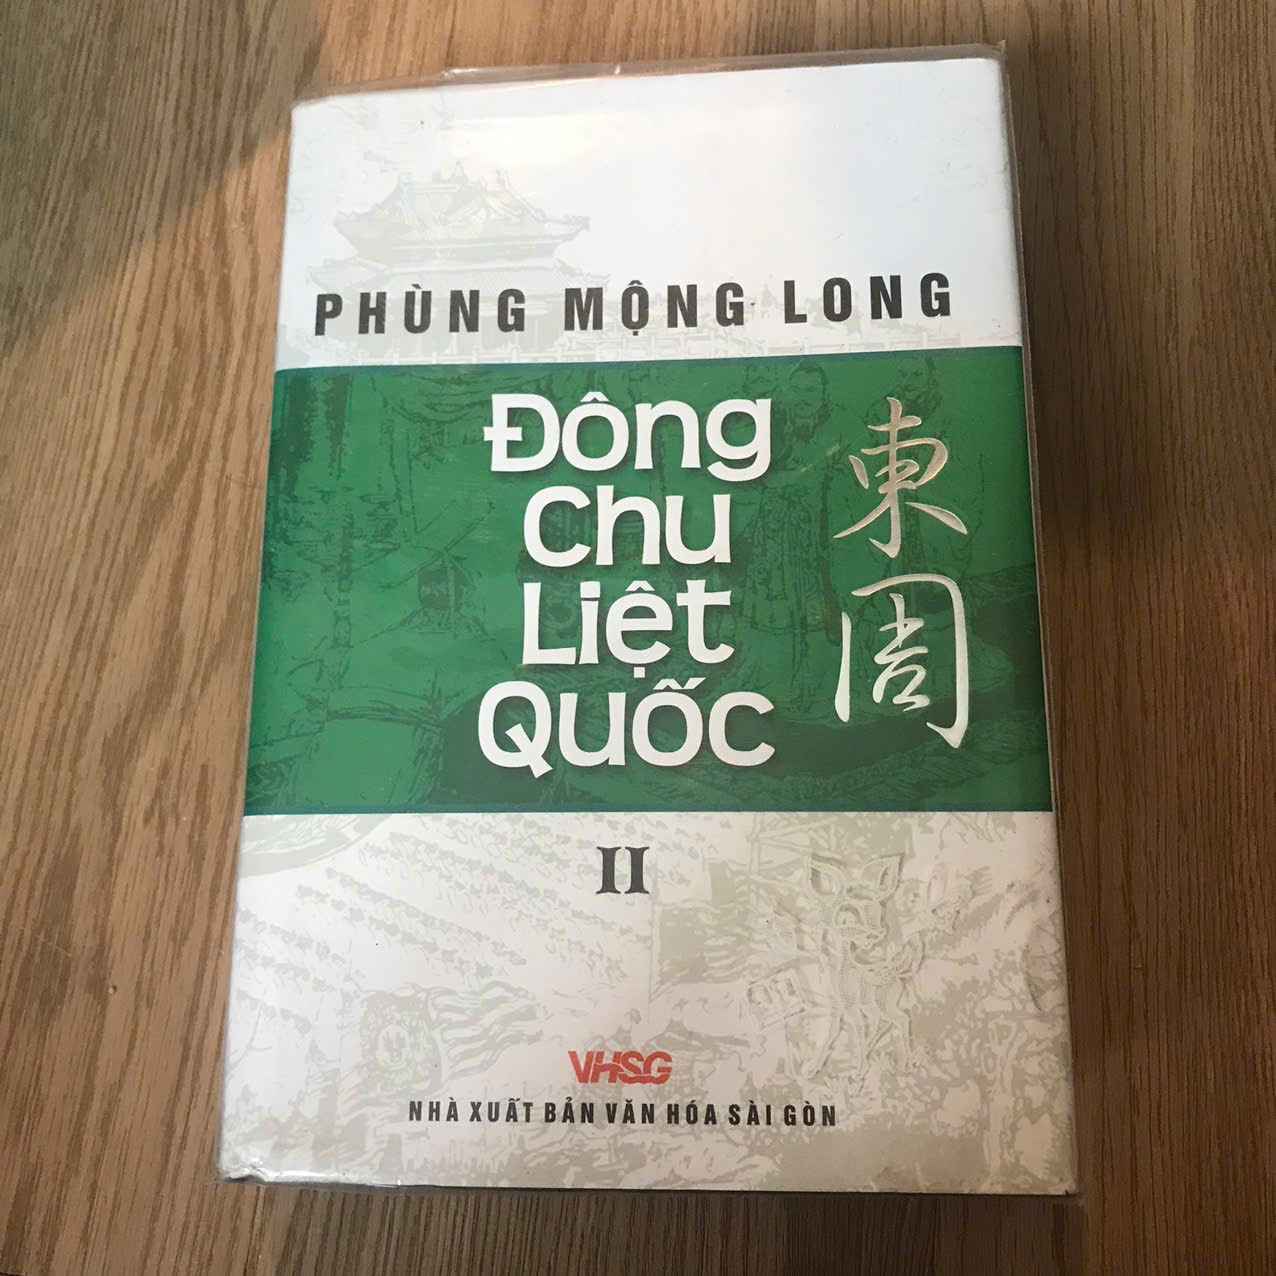 PHÙNG MỘNG LONG
Đông
Chu
Liệt
Quốc
東周
II
VHSG
NHÀ XUẤT BẢN VĂN HÓA SÀI GÒN